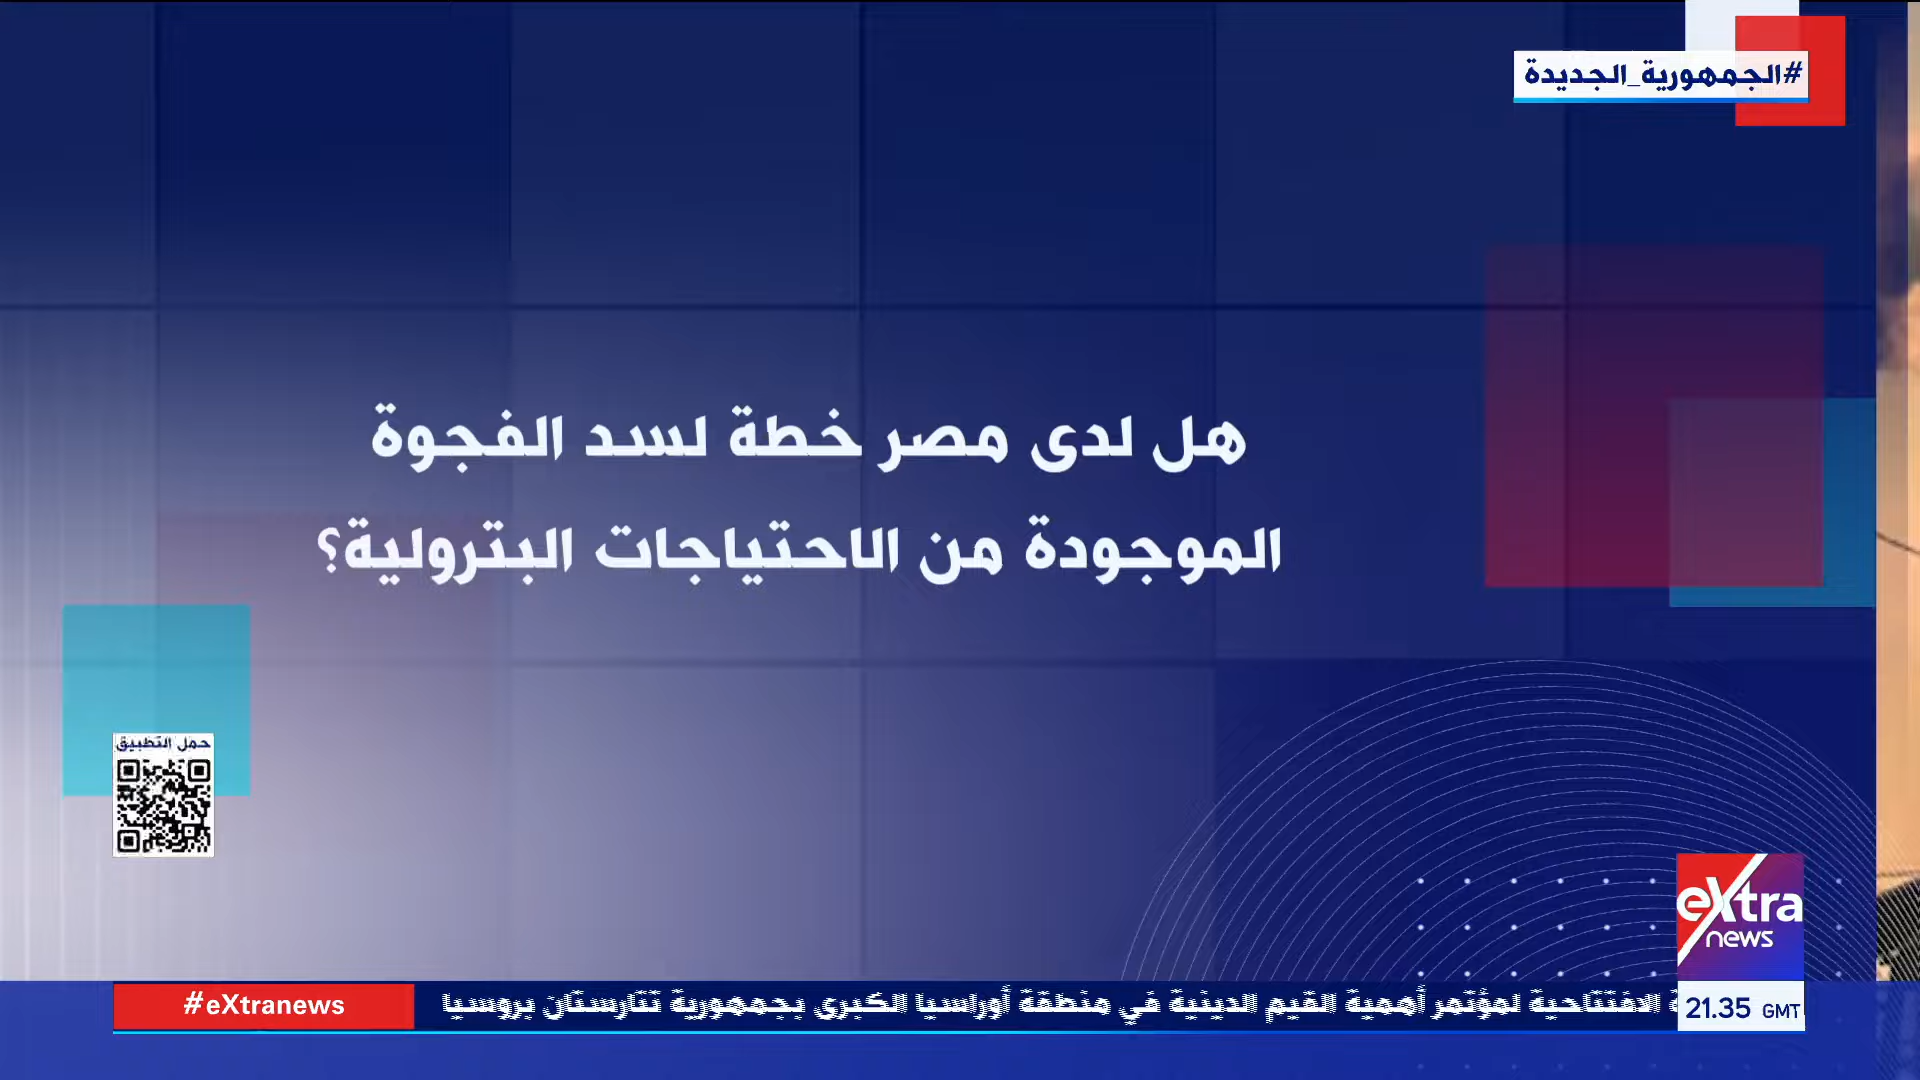 #الجمهورية_الجديدة
هل لدى مصر خطة لسد الفجوة
الموجودة من الاحتياجات البترولية؟
حمل التطبيق
eXtra
news
#eXtranews
الافتتاحية لمؤتمر أهمية القيم الدينية في منطقة أوراسيا الكبرى بجمهورية تتارستان بروسيا
21.35 GMT